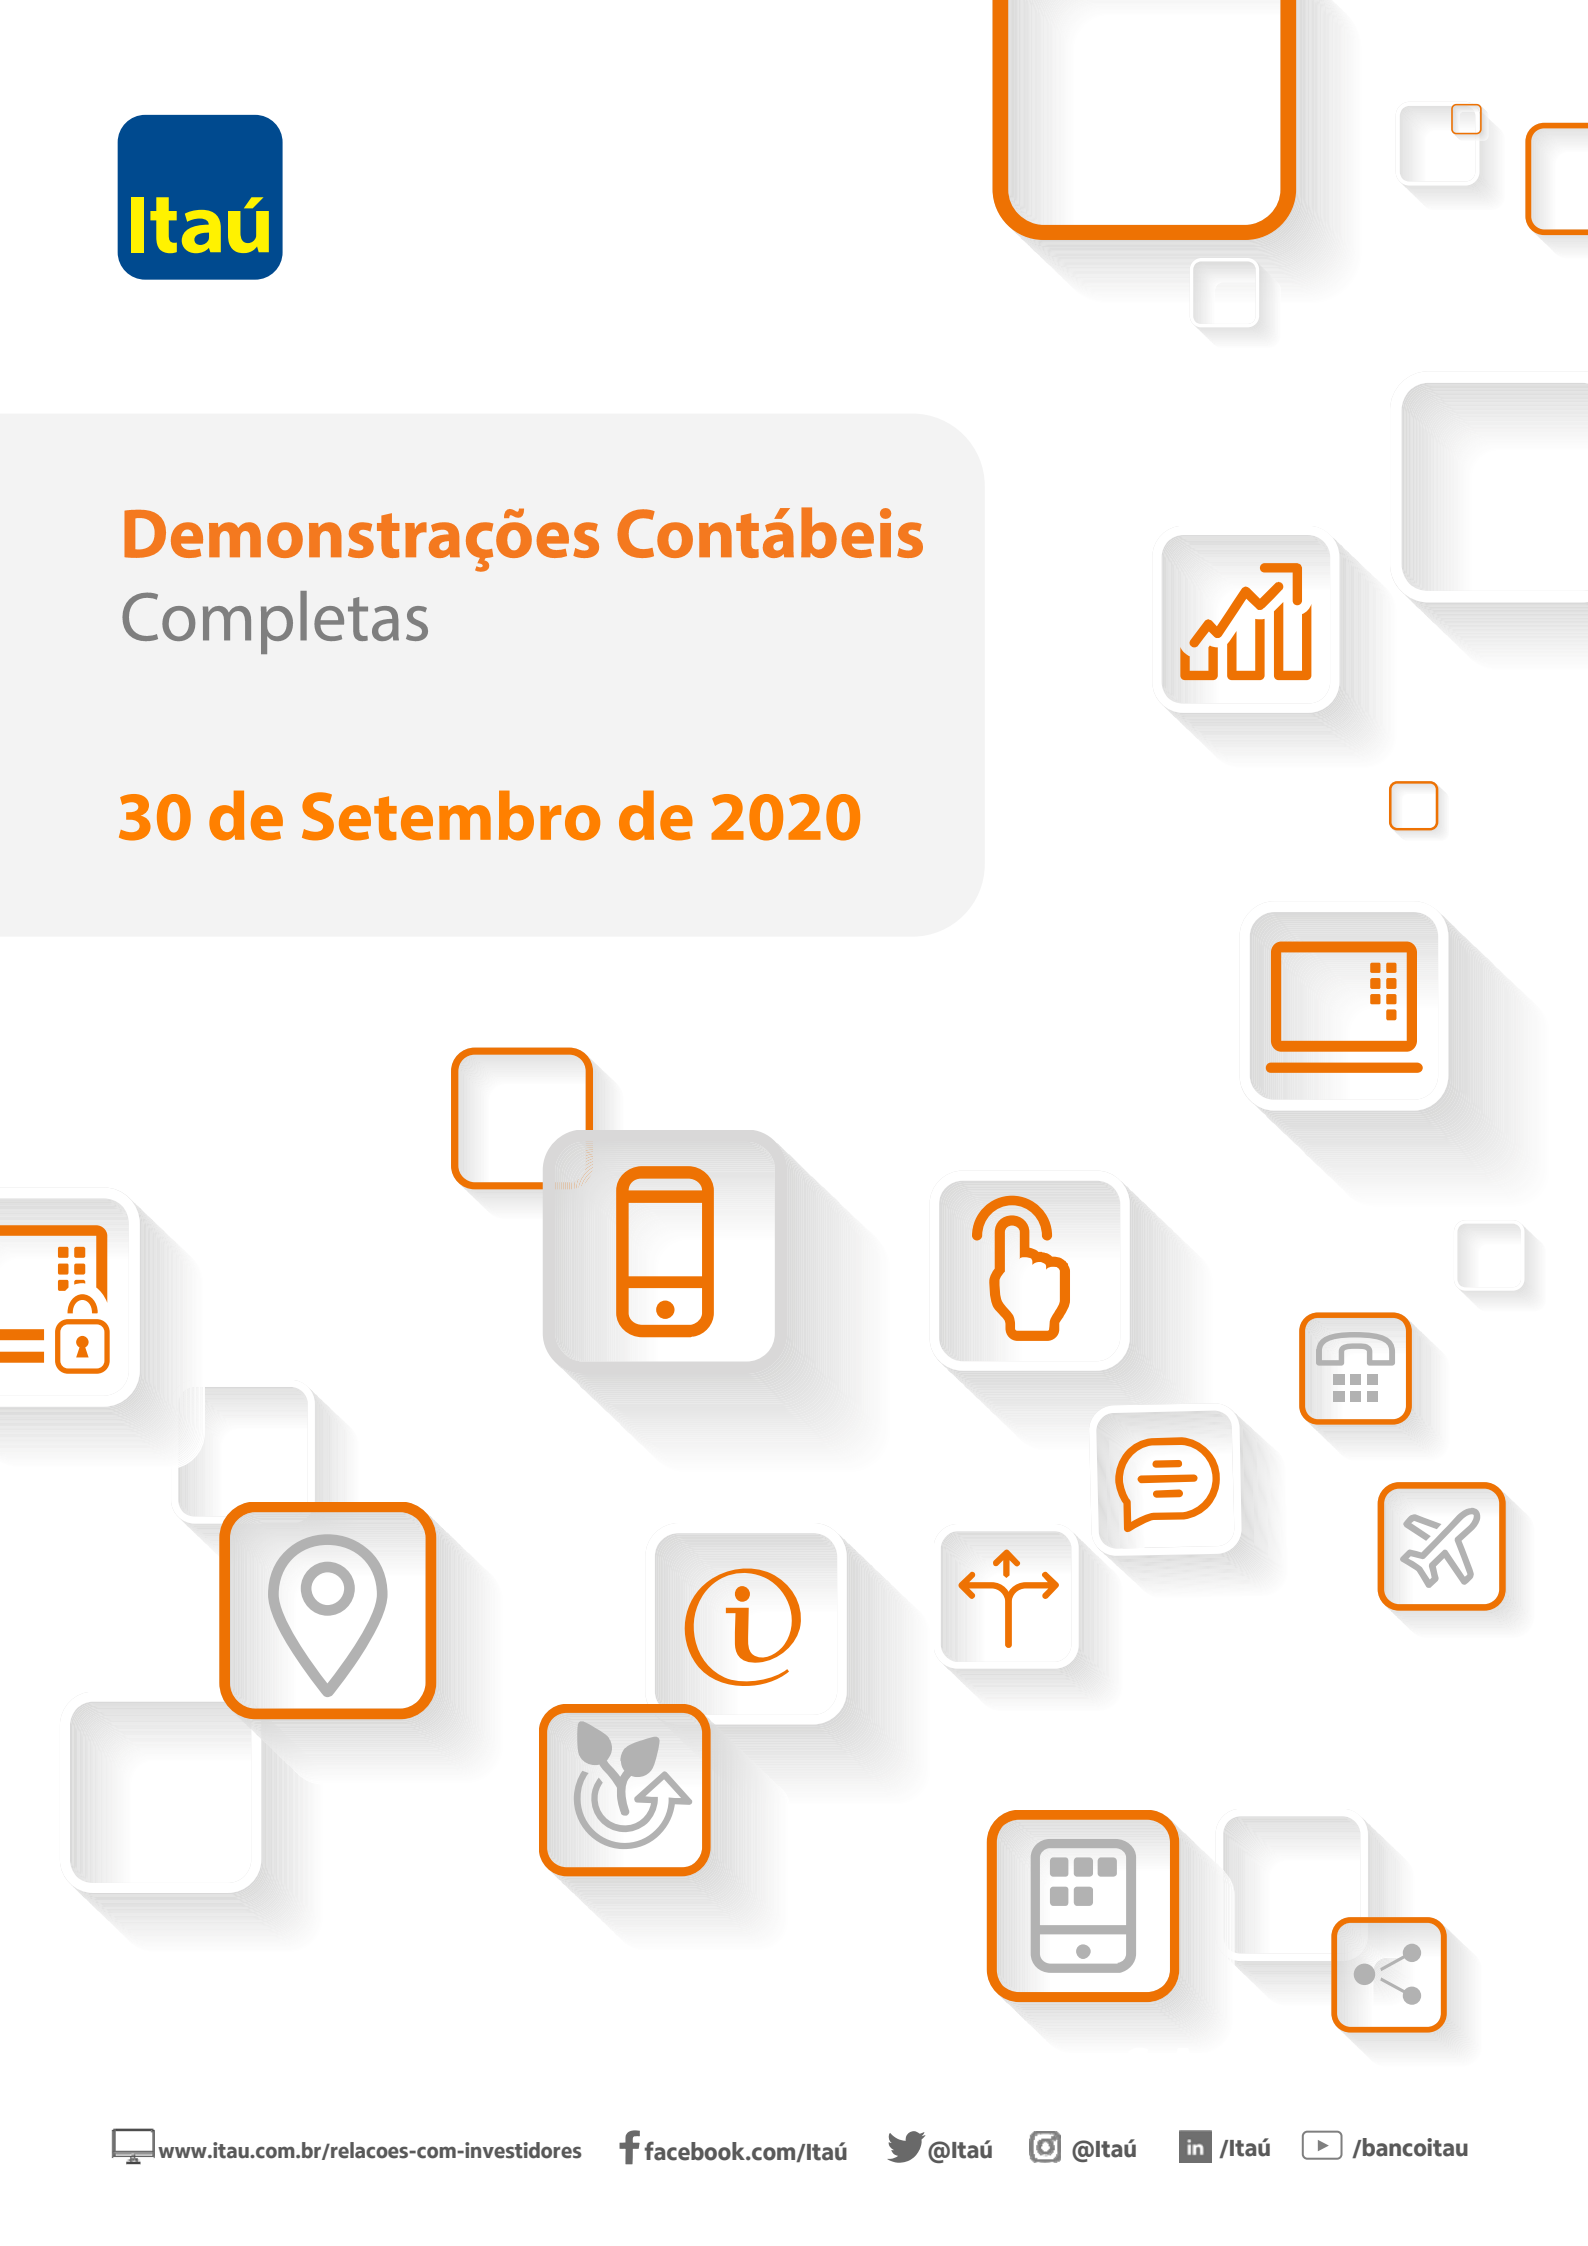 Itaú
Demonstrações Contábeis
Completas
30 de Setembro de 2020
www.itau.com.br/relacoes-com-investidores facebook.com/Itaú @Itaú @Itaú in /Itaú /bancoitau